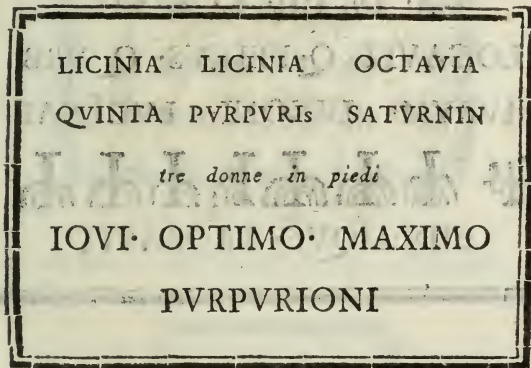 LICINIA LICINIA OCTAVIA
QVINTA PVRPVRIs SATVRNIN
tre donne in piedi
IOVI· OPTIMO· MAXIMO
PVRPVRIONI